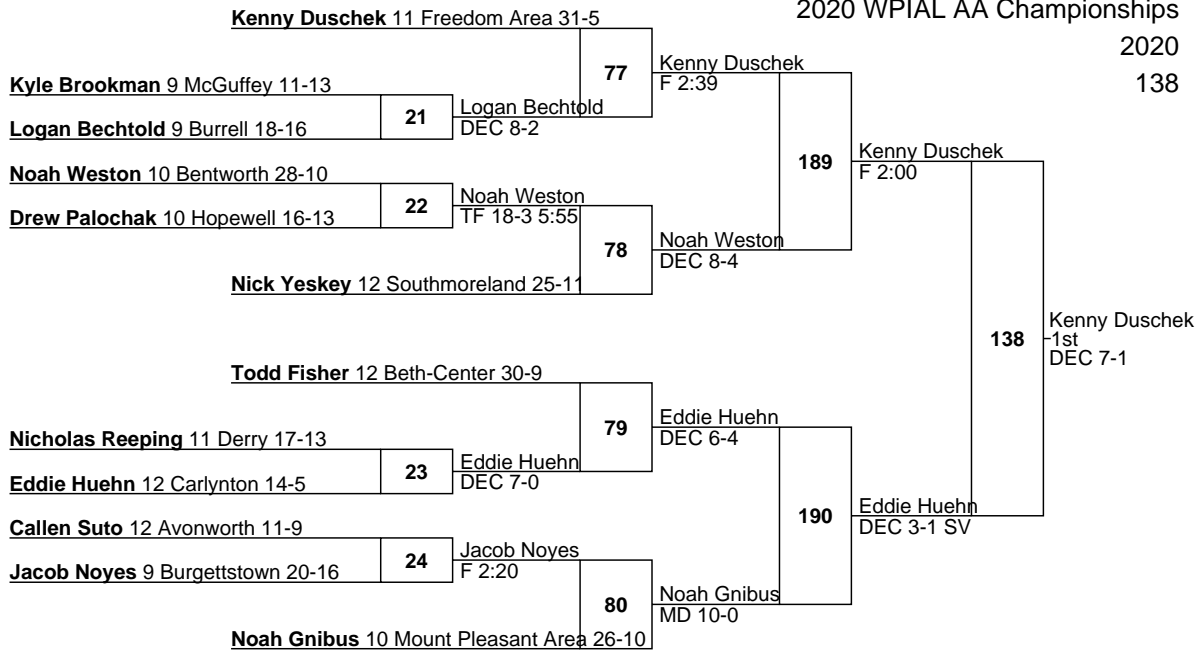 2020 WPIAL AA Championships
2020
138
Kenny Duschek 11 Freedom Area 31-5
77
Kenny Duschek
F 2:39
Kyle Brookman 9 McGuffey 11-13
21
Logan Bechtold
DEC 8-2
Logan Bechtold 9 Burrell 18-16
189
Kenny Duschek
F 2:00
Noah Weston 10 Bentworth 28-10
22
Noah Weston
TF 18-3 5:55
Drew Palochak 10 Hopewell 16-13
78
Noah Weston
DEC 8-4
Nick Yeskey 12 Southmoreland 25-11
138
Kenny Duschek
1st
DEC 7-1
Todd Fisher 12 Beth-Center 30-9
79
Eddie Huehn
DEC 6-4
Nicholas Reeping 11 Derry 17-13
23
Eddie Huehn
DEC 7-0
Eddie Huehn 12 Carlynton 14-5
190
Eddie Huehn
DEC 3-1 SV
Callen Suto 12 Avonworth 11-9
24
Jacob Noyes
F 2:20
Jacob Noyes 9 Burgettstown 20-16
80
Noah Gnibus
MD 10-0
Noah Gnibus 10 Mount Pleasant Area 26-10